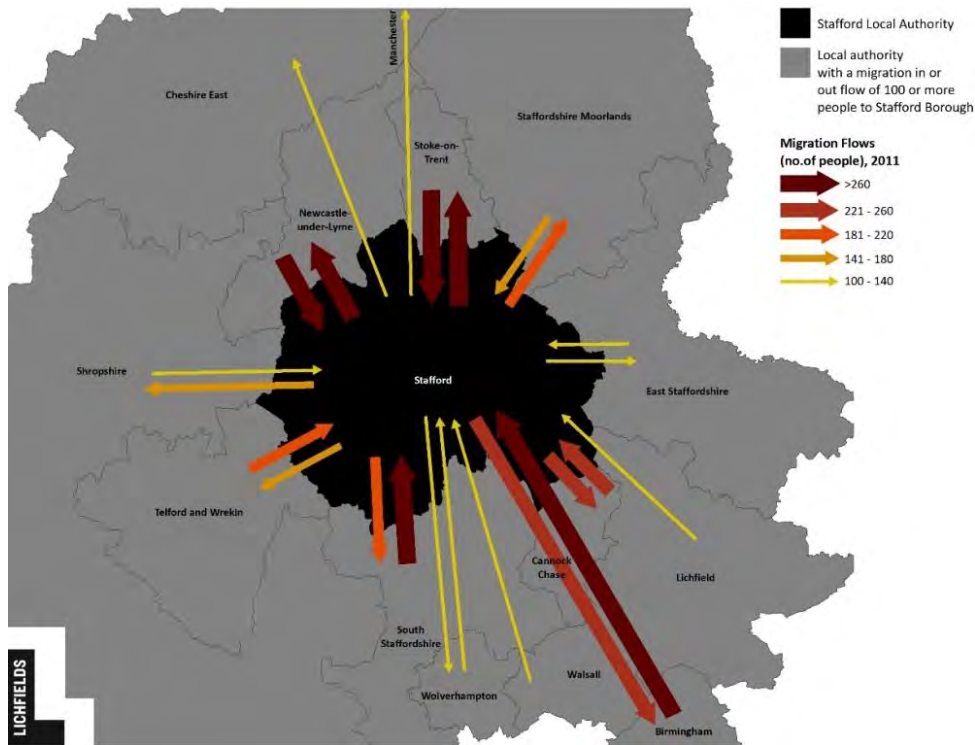 Manchester
Cheshire East
Staffordshire Moorlands
Stoke-on-
Trent
Newcastle-
under-Lyme
Shropshire
Stafford
East Staffordshire
Telford and Wrekin
Cannock
Chase
Lichfield
South
Staffordshire
Walsall
Wolverhampton
Birmingham
LICHFIELDS
Stafford Local Authority
Local authority
with a migration in or
out flow of 100 or more
people to Stafford Borough
Migration Flows
(no.of people), 2011
>260
221 - 260
181 - 220
141 - 180
100 - 140